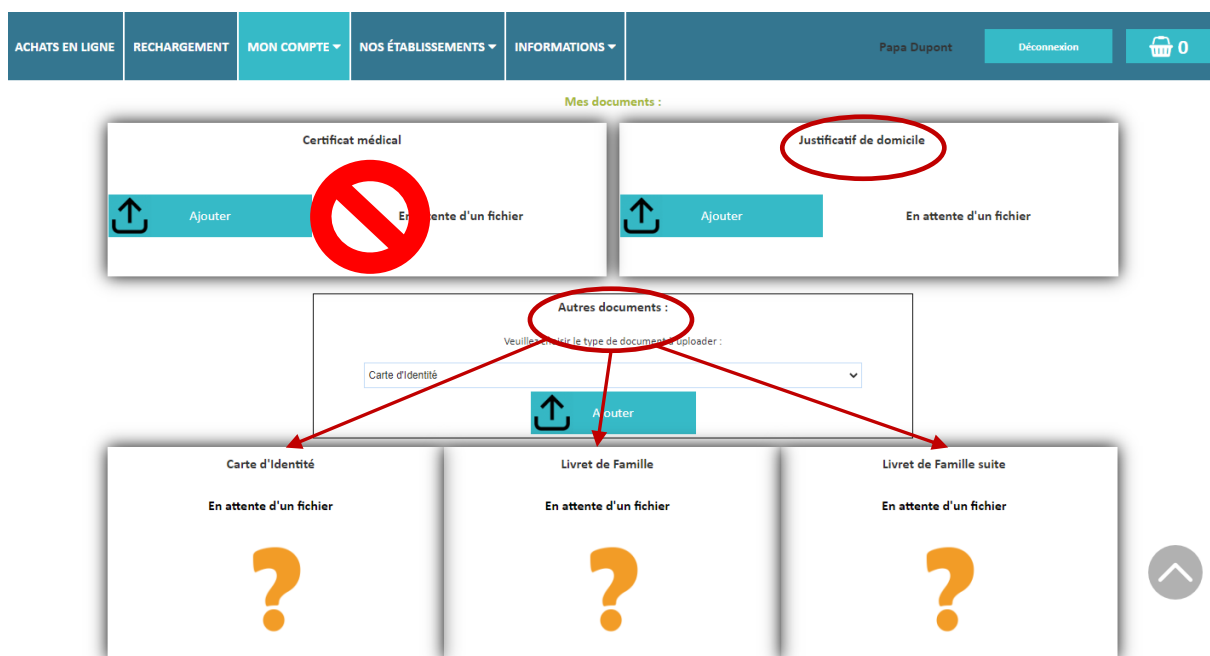 ACHATS EN LIGNE RECHARGEMENT MON COMPTE NOS ÉTABLISSEMENTS INFORMATIONS Papa Dupont Déconnexion 0
Mes documents :
Certificat médical
Ajouter En attente d'un fichier
Justificatif de domicile
Ajouter En attente d'un fichier
Autres documents :
Veuillez choisir le type de document à uploader :
Carte d'Identité
Ajouter
Carte d'Identité Livret de Famille Livret de Famille suite
En attente d'un fichier En attente d'un fichier En attente d'un fichier
? ? ?